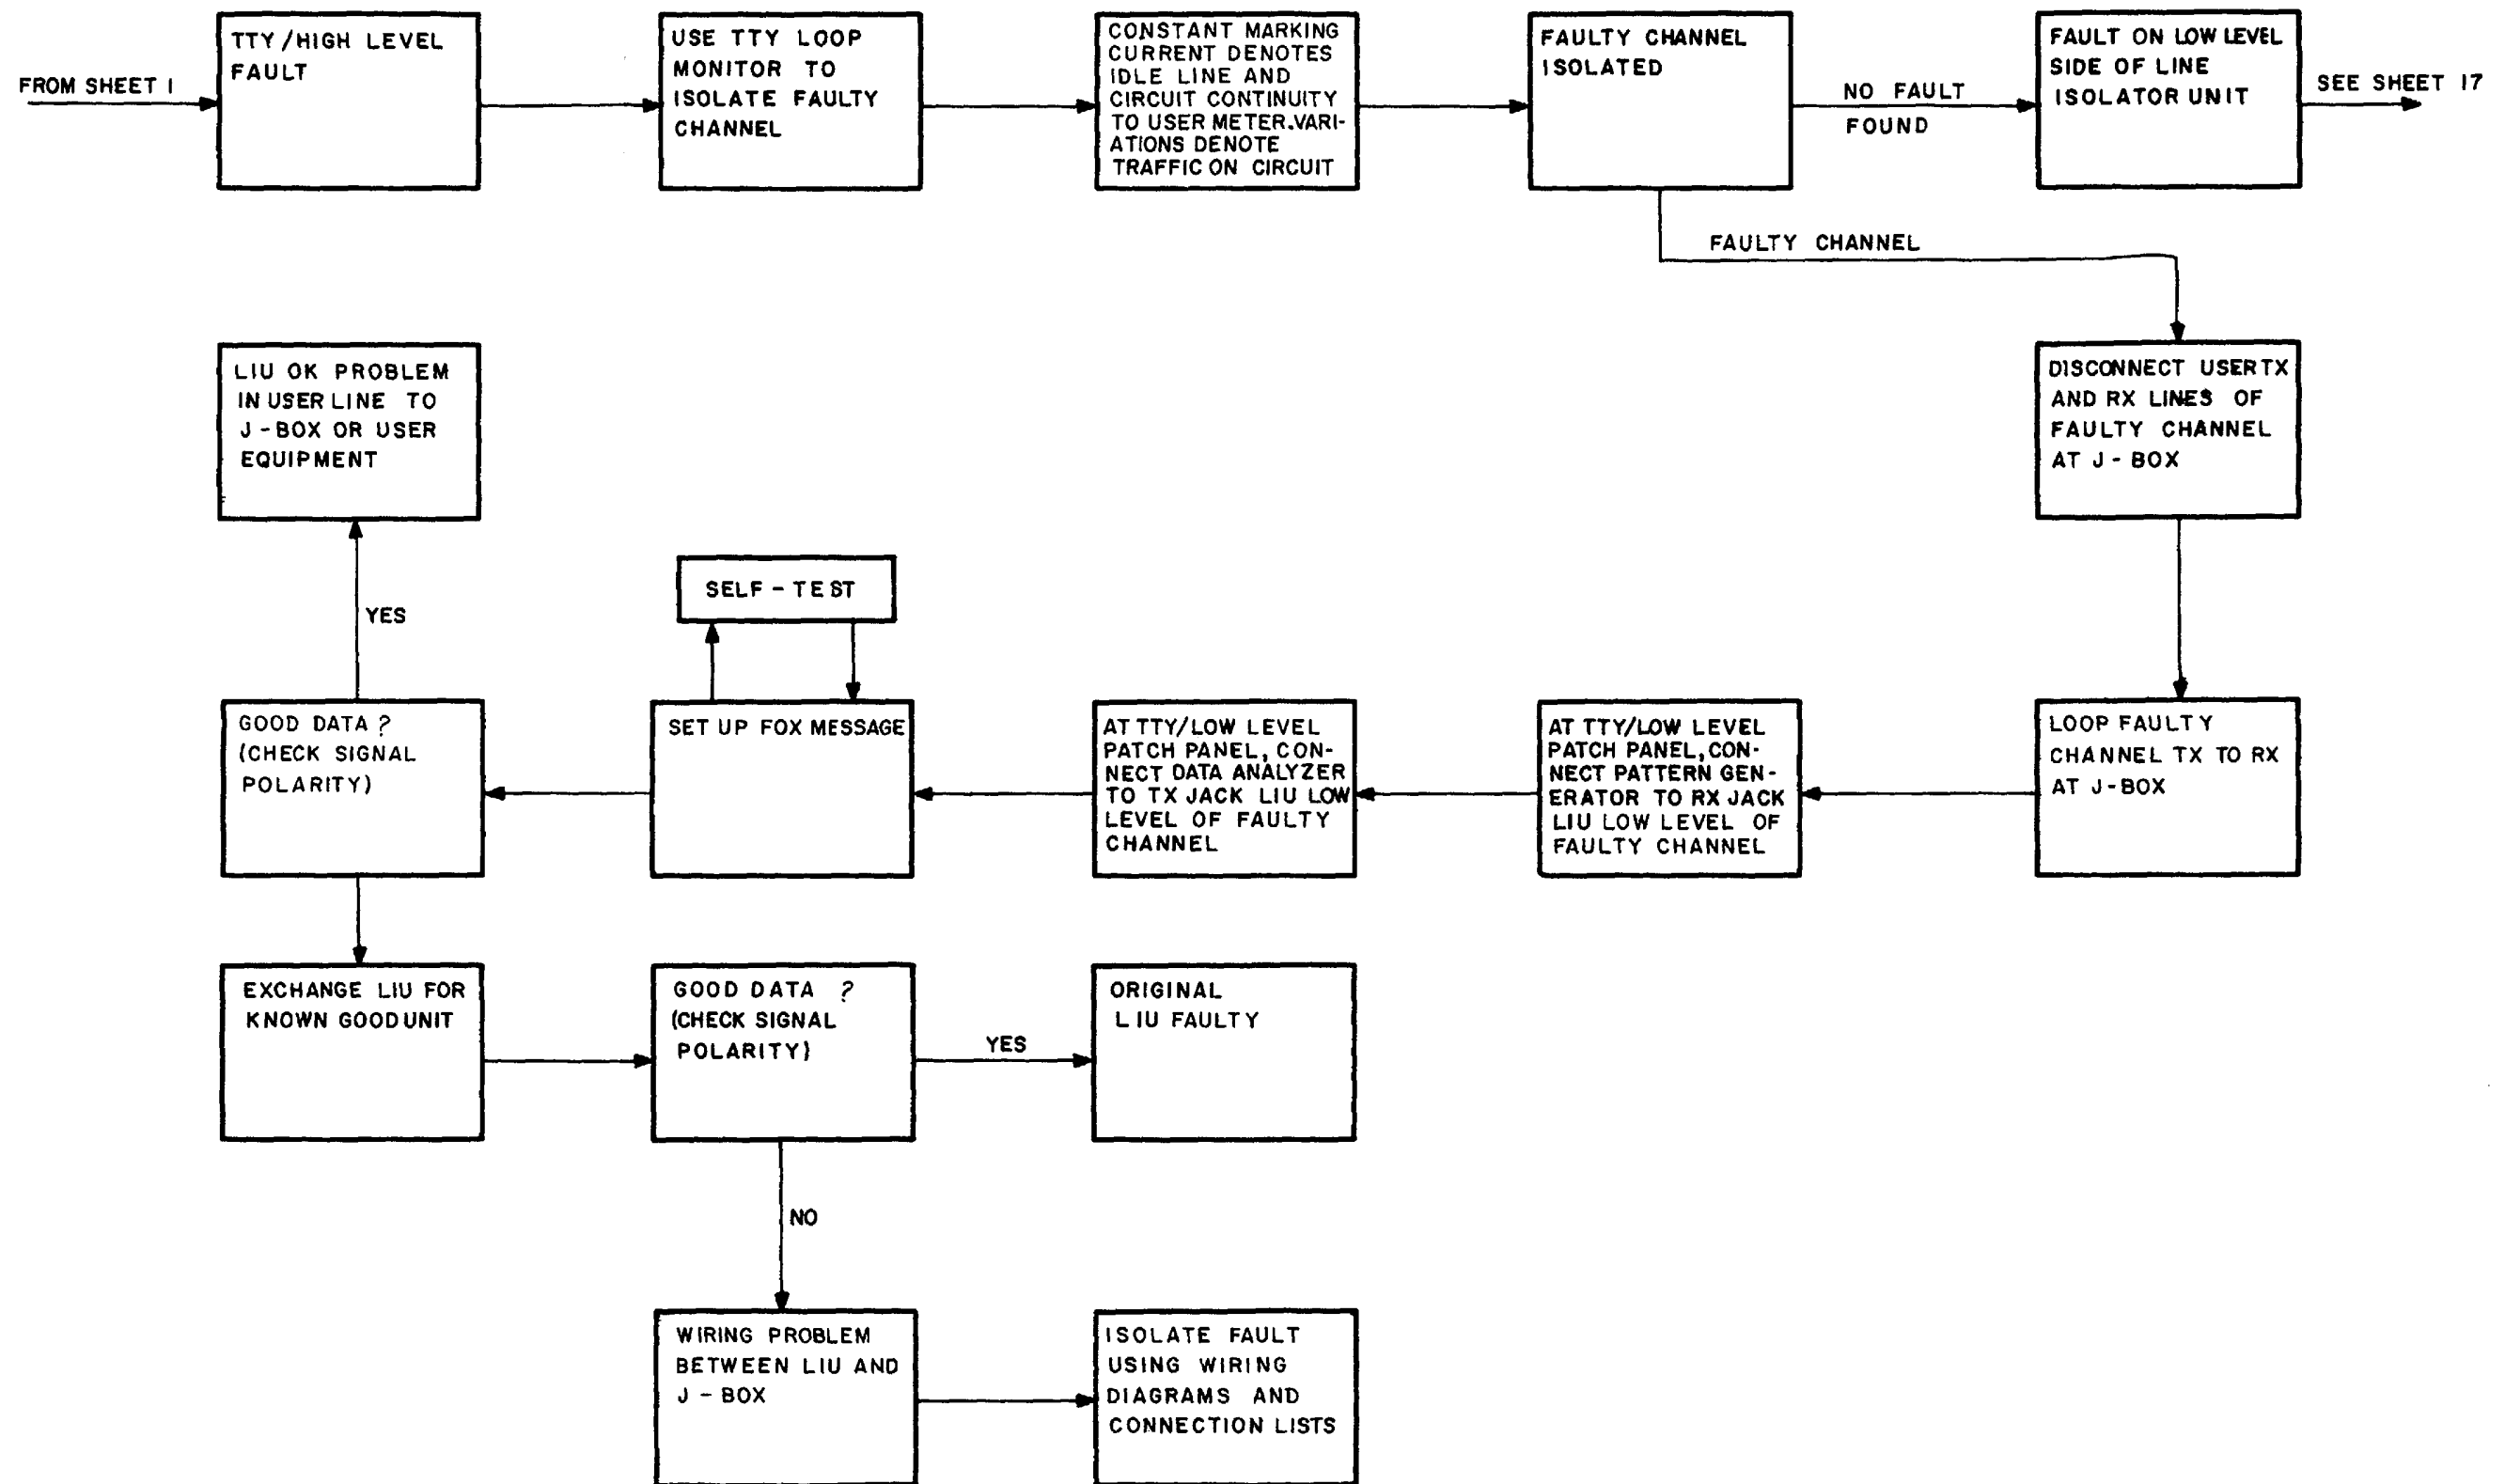 FROM SHEET 1
TTY/HIGH LEVEL
FAULT
USE TTY LOOP
MONITOR TO
ISOLATE FAULTY
CHANNEL
CONSTANT MARKING
CURRENT DENOTES
IDLE LINE AND
CIRCUIT CONTINUITY
TO USER METER.VARI-
ATIONS DENOTE
TRAFFIC ON CIRCUIT
FAULTY CHANNEL
ISOLATED
NO FAULT
FOUND
FAULT ON LOW LEVEL
SIDE OF LINE
ISOLATOR UNIT
SEE SHEET 17
FAULTY CHANNEL
DISCONNECT USER TX
AND RX LINES OF
FAULTY CHANNEL
AT J-BOX
LOOP FAULTY
CHANNEL TX TO RX
AT J-BOX
AT TTY/LOW LEVEL
PATCH PANEL, CON-
NECT PATTERN GEN-
ERATOR TO RX JACK
LIU LOW LEVEL OF
FAULTY CHANNEL
AT TTY/LOW LEVEL
PATCH PANEL, CON-
NECT DATA ANALYZER
TO TX JACK LIU LOW
LEVEL OF FAULTY
CHANNEL
SET UP FOX MESSAGE
SELF-TEST
GOOD DATA?
(CHECK SIGNAL
POLARITY)
YES
LIU OK PROBLEM
IN USER LINE TO
J-BOX OR USER
EQUIPMENT
EXCHANGE LIU FOR
KNOWN GOOD UNIT
GOOD DATA ?
(CHECK SIGNAL
POLARITY)
YES
ORIGINAL
LIU FAULTY
NO
WIRING PROBLEM
BETWEEN LIU AND
J-BOX
ISOLATE FAULT
USING WIRING
DIAGRAMS AND
CONNECTION LISTS